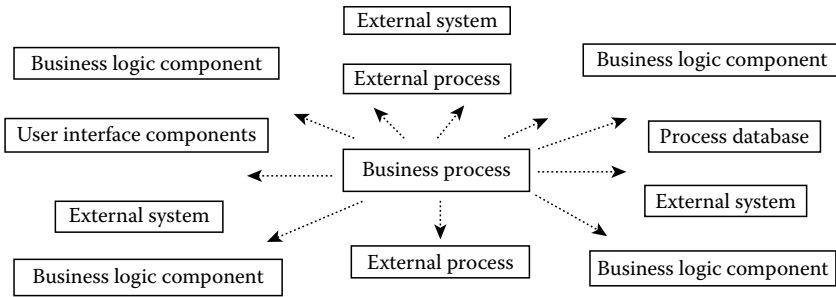 External system
Business logic component
Business logic component
External process
User interface components
Process database
Business process
External system
External system
External process
Business logic component
Business logic component